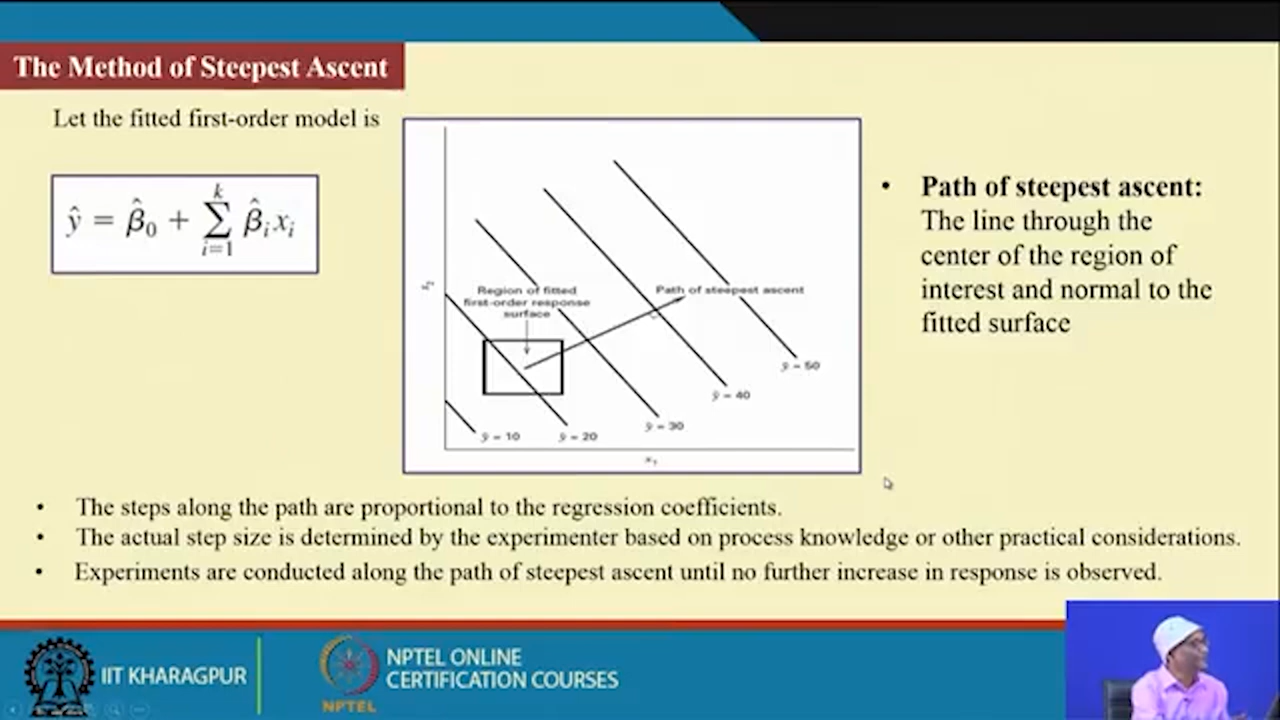 The Method of Steepest Ascent
Let the fitted first-order model is
ŷ = β̂₀ + Σᵢ₌₁ᵏ β̂ᵢxᵢ
x₂
Region of fitted
first-order response
surface
Path of steepest ascent
ŷ = 10
ŷ = 20
ŷ = 30
ŷ = 40
ŷ = 50
x₁
• Path of steepest ascent:
The line through the
center of the region of
interest and normal to the
fitted surface
• The steps along the path are proportional to the regression coefficients.
• The actual step size is determined by the experimenter based on process knowledge or other practical considerations.
• Experiments are conducted along the path of steepest ascent until no further increase in response is observed.
IIT KHARAGPUR
NPTEL
NPTEL ONLINE
CERTIFICATION COURSES